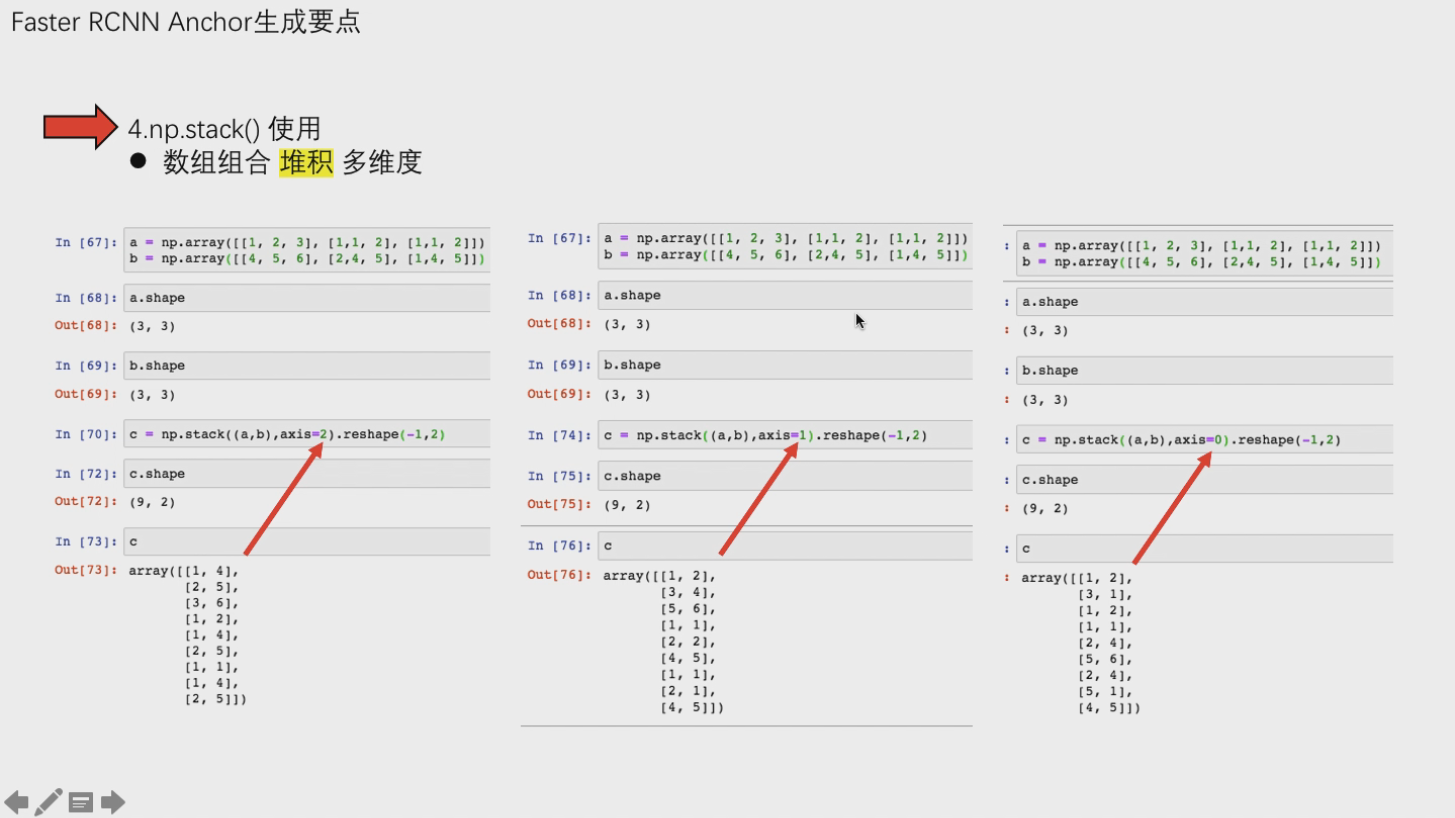 Faster RCNN Anchor生成要点
4.np.stack() 使用
● 数组组合 堆积 多维度
In [67]: a = np.array([[1, 2, 3], [1,1, 2], [1,1, 2]])
b = np.array([[4, 5, 6], [2,4, 5], [1,4, 5]])
In [68]: a.shape
Out[68]: (3, 3)
In [69]: b.shape
Out[69]: (3, 3)
In [70]: c = np.stack((a,b),axis=2).reshape(-1,2)
In [72]: c.shape
Out[72]: (9, 2)
In [73]: c
Out[73]: array([[1, 4],
[2, 5],
[3, 6],
[1, 2],
[1, 4],
[2, 5],
[1, 1],
[1, 4],
[2, 5]])
In [67]: a = np.array([[1, 2, 3], [1,1, 2], [1,1, 2]])
b = np.array([[4, 5, 6], [2,4, 5], [1,4, 5]])
In [68]: a.shape
Out[68]: (3, 3)
In [69]: b.shape
Out[69]: (3, 3)
In [74]: c = np.stack((a,b),axis=1).reshape(-1,2)
In [75]: c.shape
Out[75]: (9, 2)
In [76]: c
Out[76]: array([[1, 2],
[3, 4],
[5, 6],
[1, 1],
[2, 2],
[4, 5],
[1, 1],
[2, 1],
[4, 5]])
: a = np.array([[1, 2, 3], [1,1, 2], [1,1, 2]])
b = np.array([[4, 5, 6], [2,4, 5], [1,4, 5]])
: a.shape
: (3, 3)
: b.shape
: (3, 3)
: c = np.stack((a,b),axis=0).reshape(-1,2)
: c.shape
: (9, 2)
: c
: array([[1, 2],
[3, 1],
[1, 2],
[1, 1],
[2, 4],
[5, 6],
[2, 4],
[5, 1],
[4, 5]])